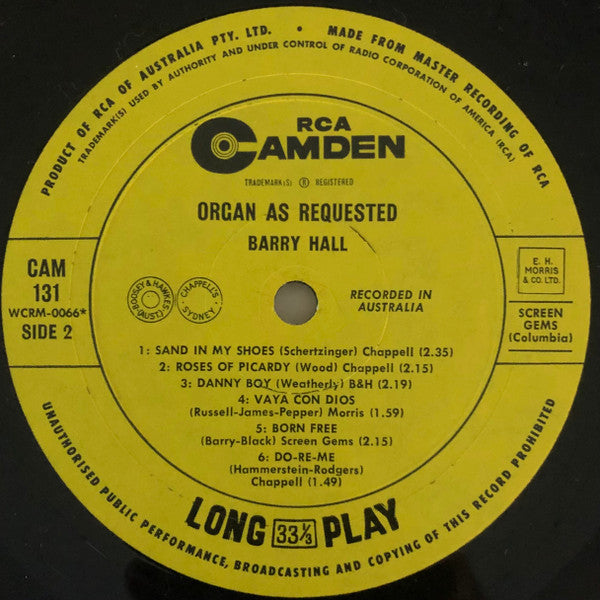 PRODUCT OF RCA OF AUSTRALIA PTY. LTD. • MADE FROM MASTER RECORDING OF RCA
TRADEMARK(S) USED BY AUTHORITY AND UNDER CONTROL OF RADIO CORPORATION OF AMERICA (RCA)
RCA
CAMDEN
TRADEMARK(S) ® REGISTERED
ORGAN AS REQUESTED
BARRY HALL
CAM
131
WCRM-0066*
SIDE 2
BOOSEY & HAWKES
(AUST.)
CHAPPELL'S
SYDNEY
RECORDED IN
AUSTRALIA
E. H.
MORRIS
& CO. LTD.
SCREEN
GEMS
(Columbia)
1: SAND IN MY SHOES (Schertzinger) Chappell (2.35)
2: ROSES OF PICARDY (Wood) Chappell (2.15)
3: DANNY BOY (Weatherly) B&H (2.19)
4: VAYA CON DIOS
(Russell-James-Pepper) Morris (1.59)
5: BORN FREE
(Barry-Black) Screen Gems (2.15)
6: DO-RE-ME
(Hammerstein-Rodgers)
Chappell (1.49)
LONG 33⅓ PLAY
UNAUTHORISED PUBLIC PERFORMANCE, BROADCASTING AND COPYING OF THIS RECORD PROHIBITED